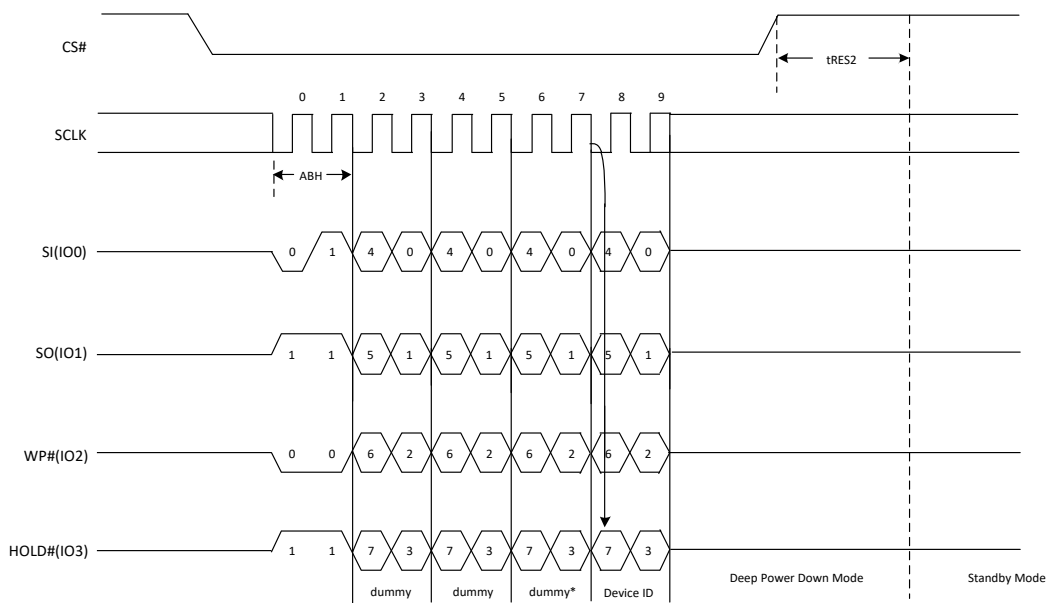 CS#
tRES2
0 1 2 3 4 5 6 7 8 9
SCLK
ABH
SI(IO0) 0 1 4 0 4 0 4 0 4 0
SO(IO1) 1 1 5 1 5 1 5 1 5 1
WP#(IO2) 0 0 6 2 6 2 6 2 6 2
HOLD#(IO3) 1 1 7 3 7 3 7 3 7 3
dummy dummy dummy* Device ID Deep Power Down Mode Standby Mode